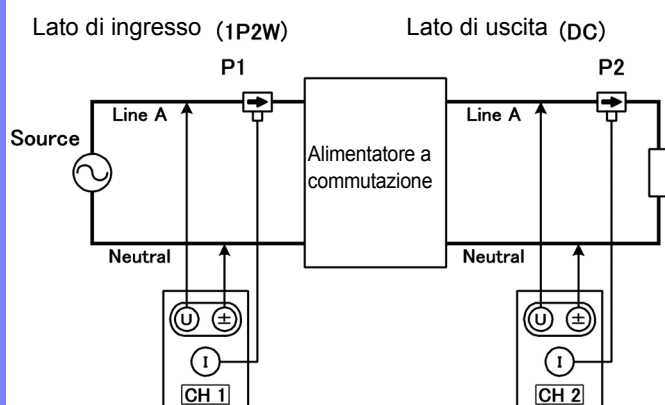 Lato di ingresso (1P2W)
Lato di uscita (DC)
P1
P2
Line A
Line A
Source
Alimentatore a
commutazione
Neutral
Neutral
U ±
U ±
I
I
CH 1
CH 2